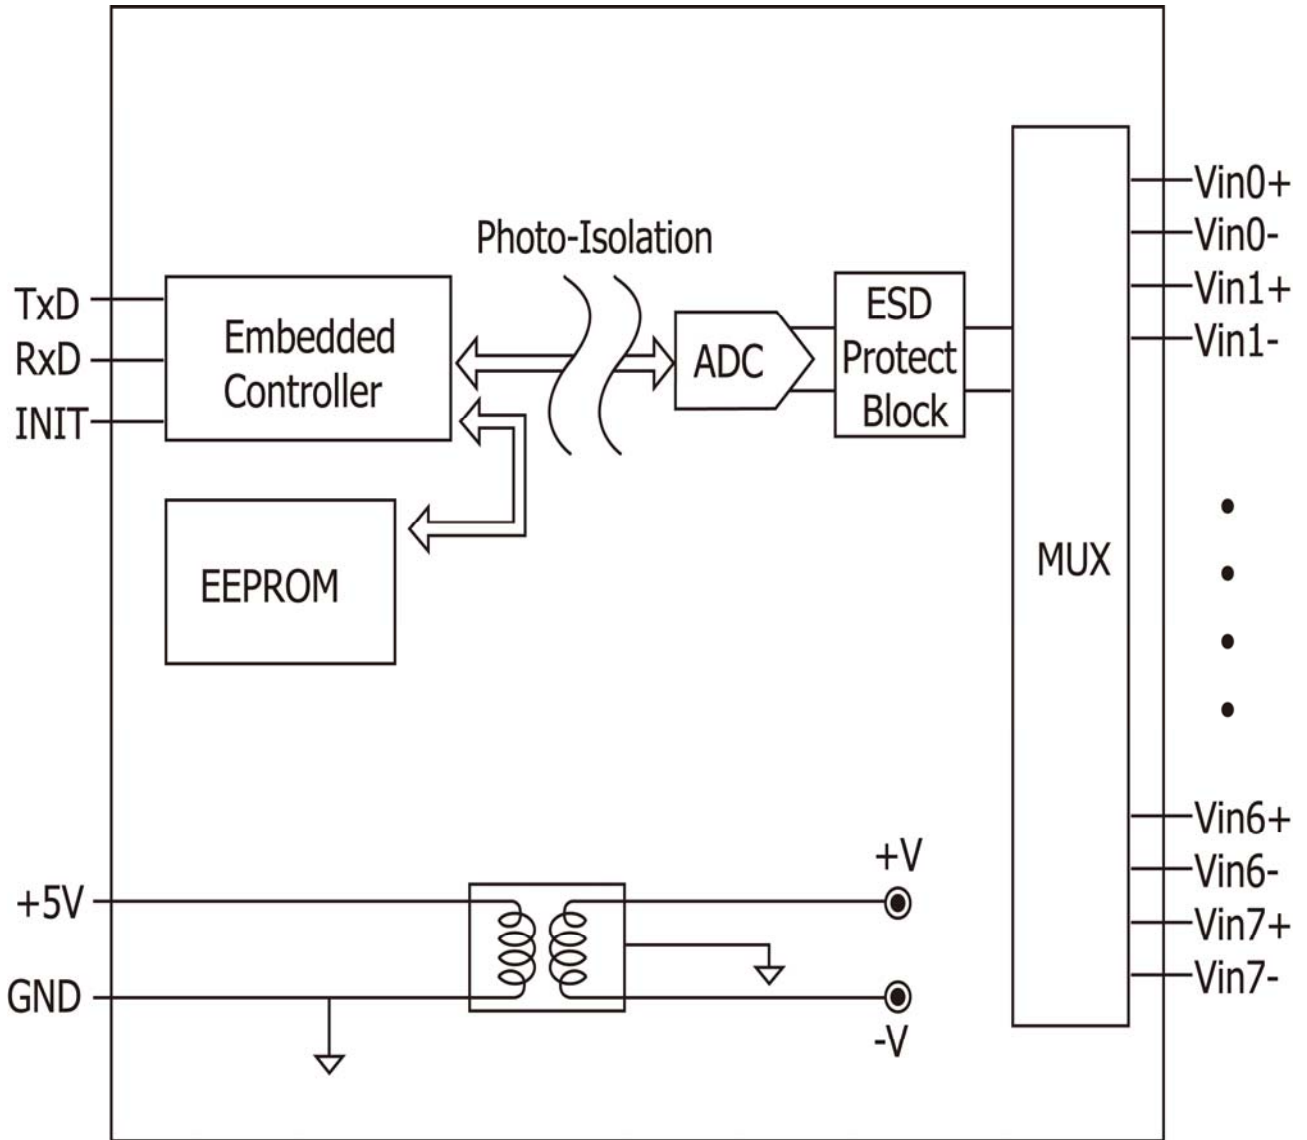 Photo-Isolation
TxD
RxD
INIT
Embedded
Controller
ADC
ESD
Protect
Block
EEPROM
MUX
Vin0+
Vin0-
Vin1+
Vin1-
Vin6+
Vin6-
Vin7+
Vin7-
+5V
GND
+V
-V